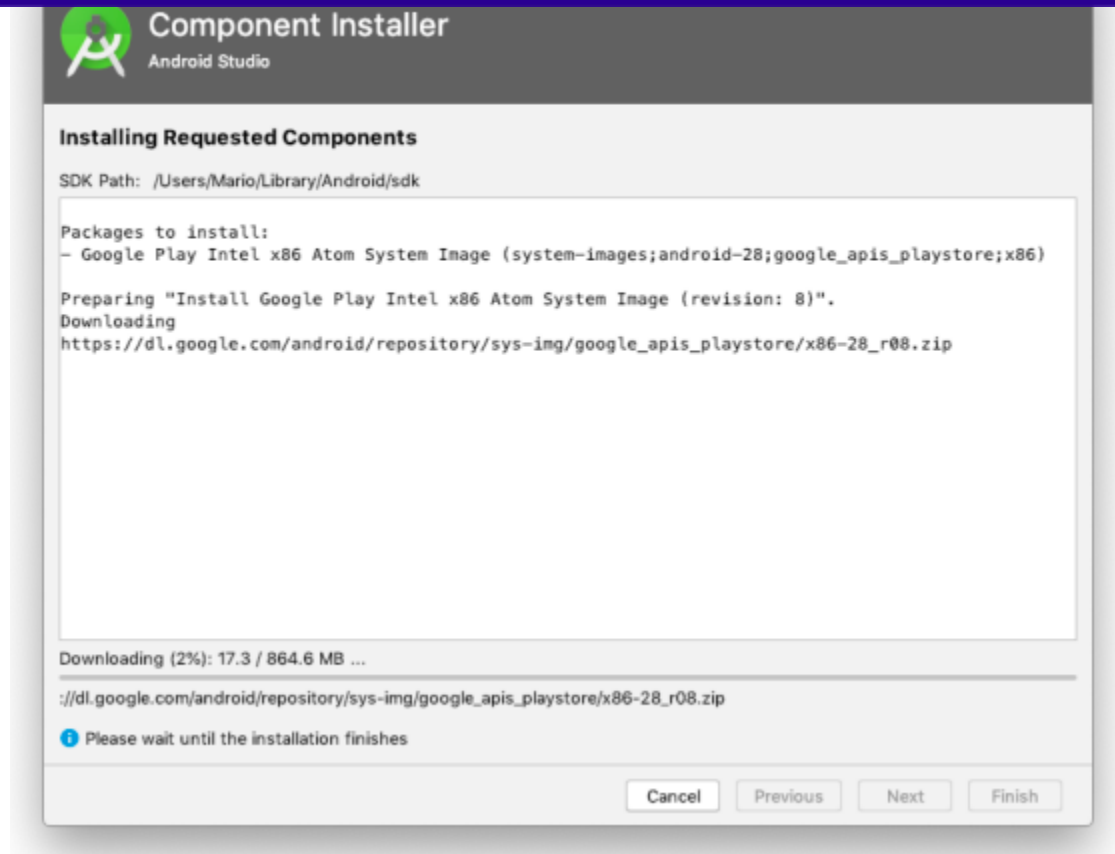 Component Installer
Android Studio
Installing Requested Components
SDK Path: /Users/Mario/Library/Android/sdk
Packages to install:
- Google Play Intel x86 Atom System Image (system-images;android-28;google_apis_playstore;x86)
Preparing "Install Google Play Intel x86 Atom System Image (revision: 8)".
Downloading
https://dl.google.com/android/repository/sys-img/google_apis_playstore/x86-28_r08.zip
Downloading (2%): 17.3 / 864.6 MB ...
://dl.google.com/android/repository/sys-img/google_apis_playstore/x86-28_r08.zip
Please wait until the installation finishes
Cancel Previous Next Finish